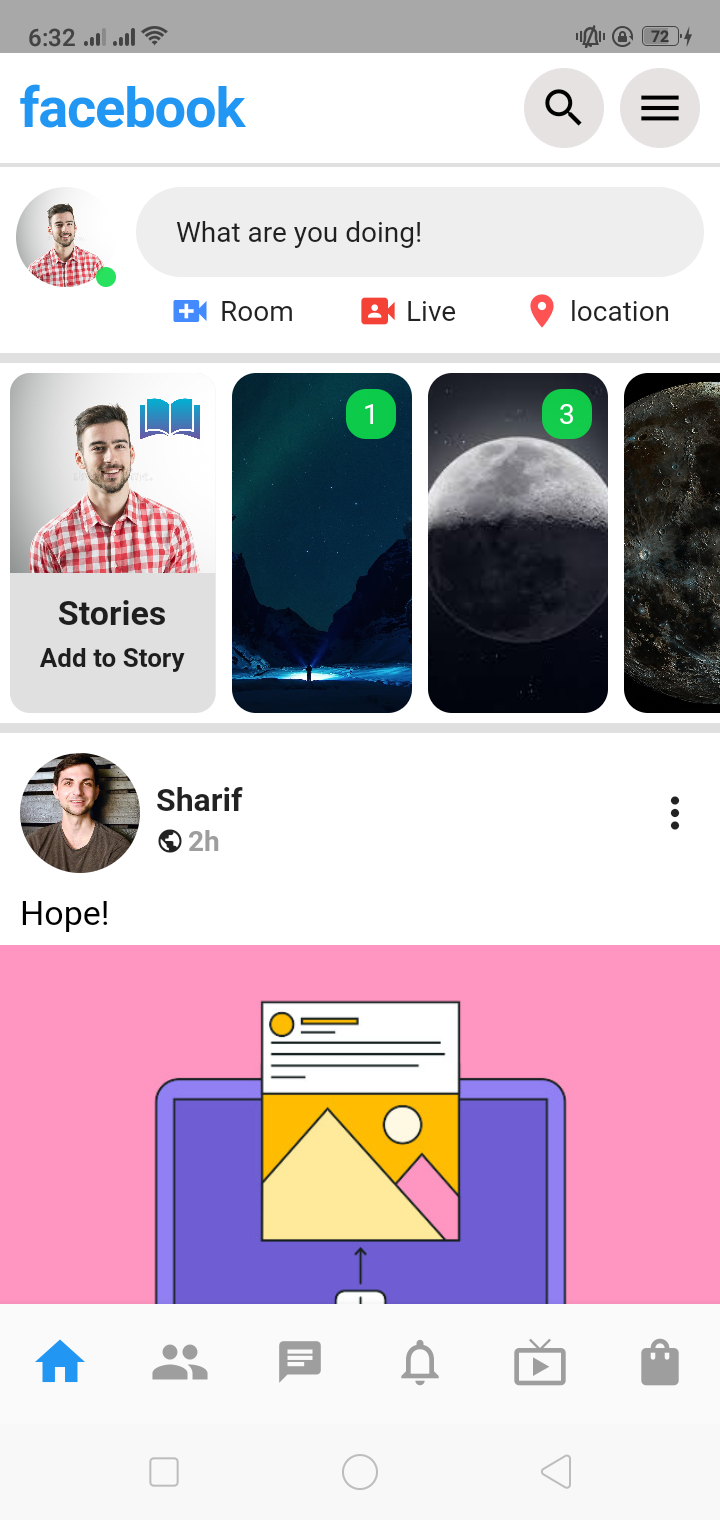 6:32
72
facebook
What are you doing!
Room
Live
location
1
3
Stories
Add to Story
Sharif
2h
Hope!